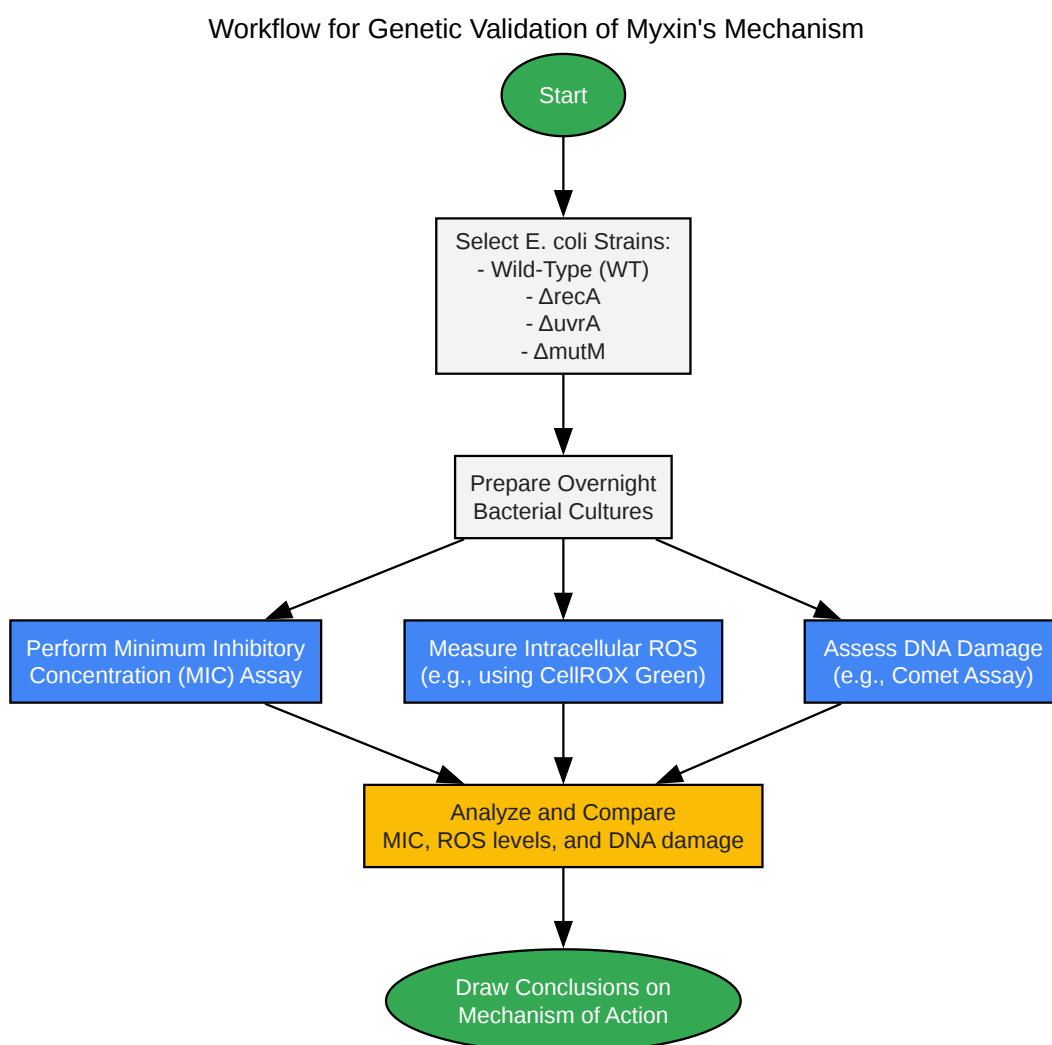 Workflow for Genetic Validation of Myxin's Mechanism
Start
Select E. coli Strains:
- Wild-Type (WT)
- ΔrecA
- ΔuvrA
- ΔmutM
Prepare Overnight
Bacterial Cultures
Perform Minimum Inhibitory
Concentration (MIC) Assay
Measure Intracellular ROS
(e.g., using CellROX Green)
Assess DNA Damage
(e.g., Comet Assay)
Analyze and Compare
MIC, ROS levels, and DNA damage
Draw Conclusions on
Mechanism of Action